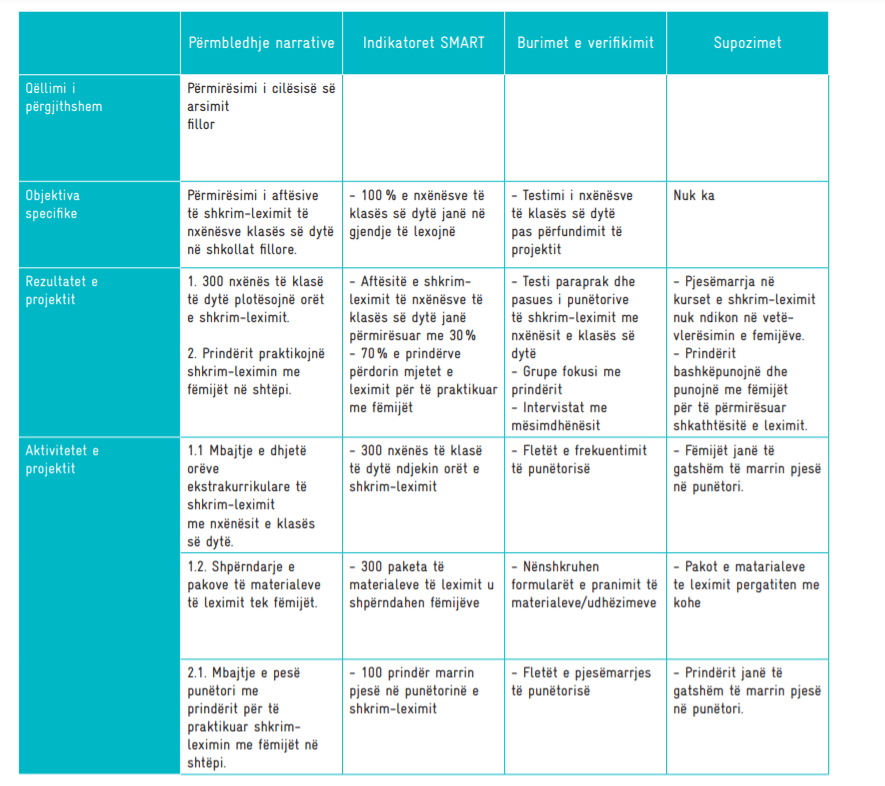 Përmbledhje narrative
Indikatoret SMART
Burimet e verifikimit
Supozimet
Qëllimi i
përgjithshem
Përmirësimi i cilësisë së
arsimit
fillor
Objektiva
specifike
Përmirësimi i aftësive
të shkrim-leximit të
nxënësve klasës së dytë
në shkollat fillore.
- 100 % e nxënësve të
klasës së dytë janë në
gjendje të lexojnë
- Testimi i nxënësve
të klasës së dytë
pas përfundimit të
projektit
Nuk ka
Rezultatet e
projektit
1. 300 nxënës të klasë
të dytë plotësojnë orët
e shkrim-leximit.
2. Prindërit praktikojnë
shkrim-leximin me
fëmijët në shtëpi.
- Aftësitë e shkrim-
leximit të nxënësve të
klasës së dytë janë
përmirësuar me 30 %
- 70 % e prindërve
përdorin mjetet e
leximit për të praktikuar
me fëmijët
- Testi paraprak dhe
pasues i punëtorive
të shkrim-leximit me
nxënësit e klasës së
dytë
- Grupe fokusi me
prindërit
- Intervistat me
mësimdhënësit
- Pjesëmarrja në
kurset e shkrim-leximit
nuk ndikon në vetë-
vlerësimin e femijëve.
- Prindërit
bashkëpunojnë dhe
punojnë me fëmijët
për të përmirësuar
shkathtësitë e leximit.
Aktivitetet e
projektit
1.1 Mbajtje e dhjetë
orëve
ekstrakurrikulare të
shkrim-leximit
me nxënësit e klasës
së dytë.
- 300 nxënës të klasë
të dytë ndjekin orët e
shkrim-leximit
- Fletët e frekuentimit
të punëtorisë
- Fëmijët janë të
gatshëm të marrin pjesë
në punëtori.
1.2. Shpërndarje e
pakove të materialeve
të leximit tek fëmijët.
- 300 paketa të
materialeve të leximit u
shpërndahen fëmijëve
- Nënshkruhen
formularët e pranimit të
materialeve/udhëzimeve
- Pakot e matarialeve
te leximit pergatiten me
kohe
2.1. Mbajtje e pesë
punëtori me
prindërit për të
praktikuar shkrim-
leximin me fëmijët në
shtëpi.
- 100 prindër marrin
pjesë në punëtorinë e
shkrim-leximit
- Fletët e pjesëmarrjes
të punëtorisë
- Prindërit janë të
gatshëm të marrin pjesë
në punëtori.